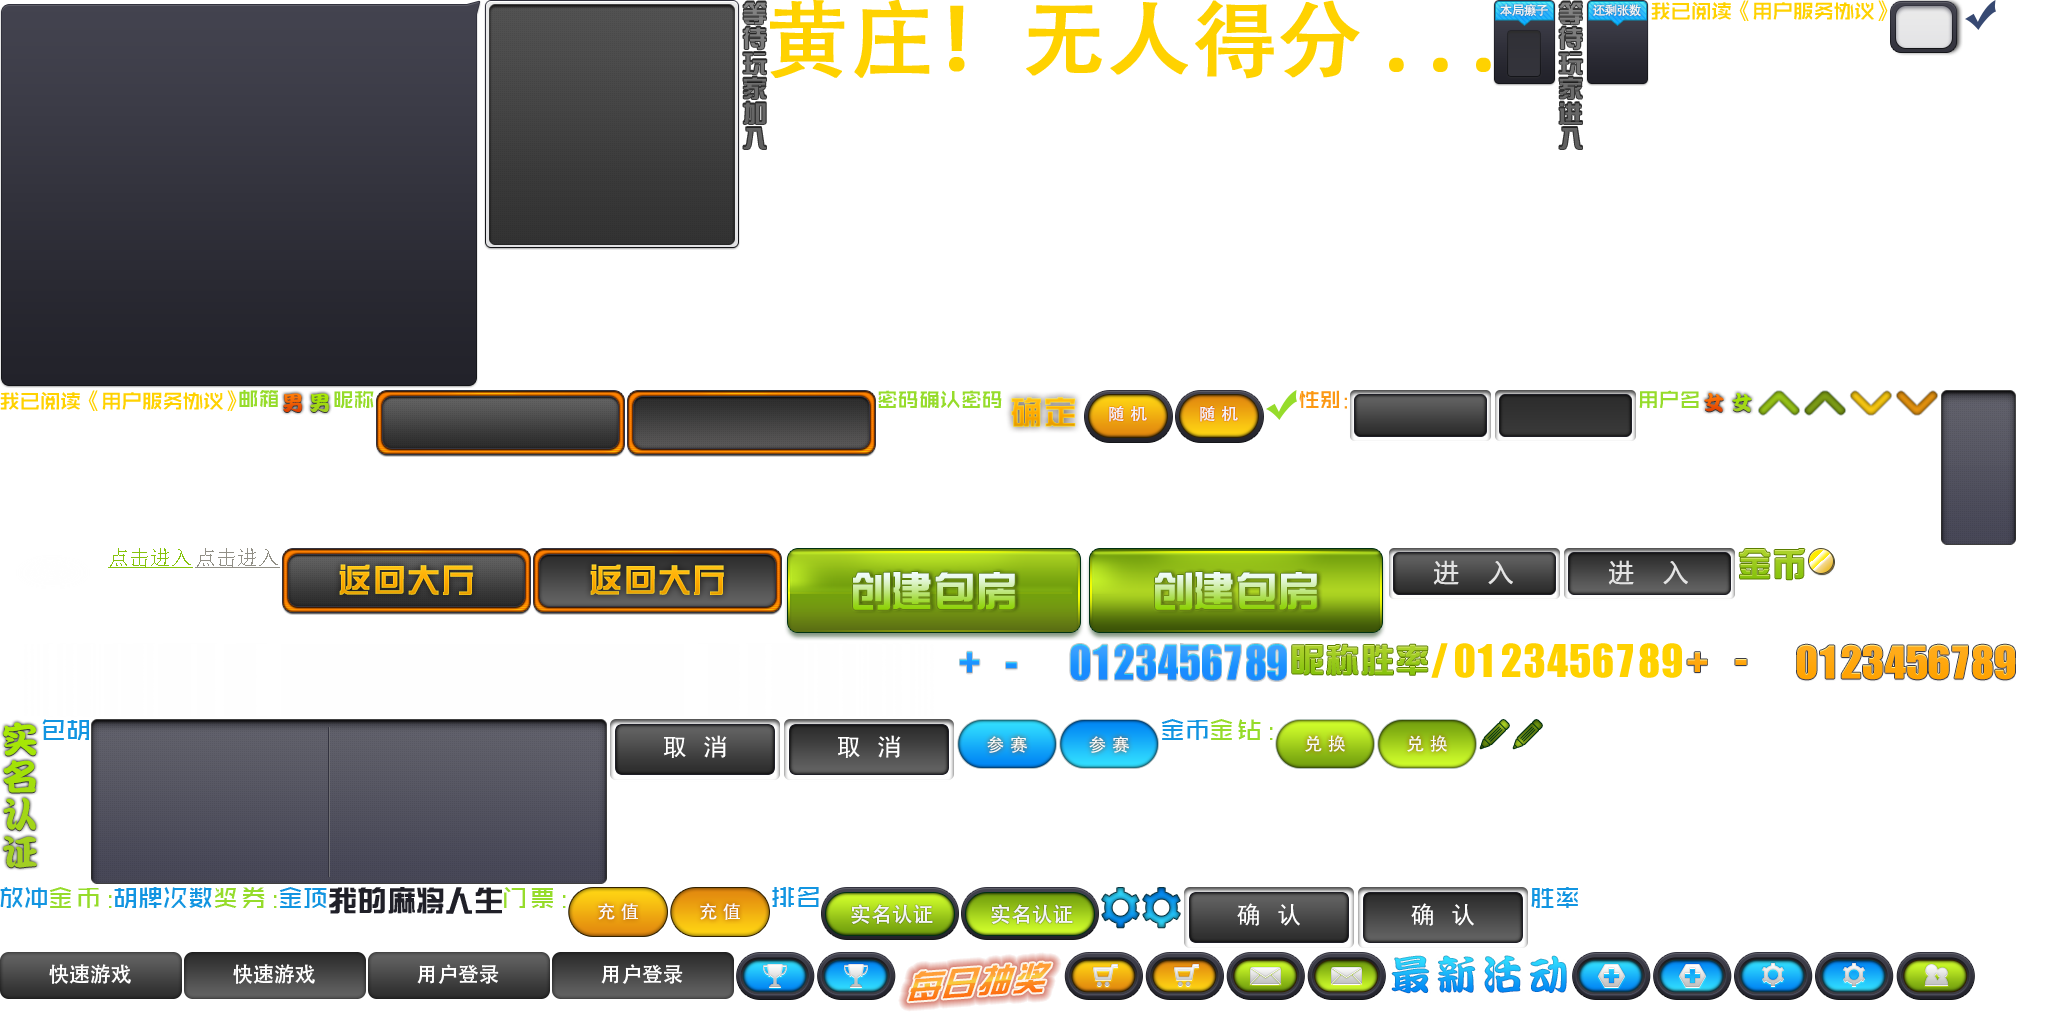 等待玩家加入
黄庄！无人得分...
本局癞子
等待玩家进入
还剩张数
我已阅读《用户服务协议》
我已阅读《用户服务协议》
邮箱
男
男
昵称
密码确认密码
确定
随机
随机
性别:
用户名
女
女
点击进入
点击进入
返回大厅
返回大厅
创建包房
创建包房
进 入
进 入
金币
+ - 0123456789
昵称胜率
/0123456789
+ - 0123456789
实名认证
包胡
取 消
取 消
参赛
参赛
金币
金钻:
兑换
兑换
放冲
金币:
胡牌次数
奖券:
金顶
我的麻将人生
门票:
充值
充值
排名
实名认证
实名认证
确 认
确 认
胜率
快速游戏
快速游戏
用户登录
用户登录
每日抽奖
最新活动